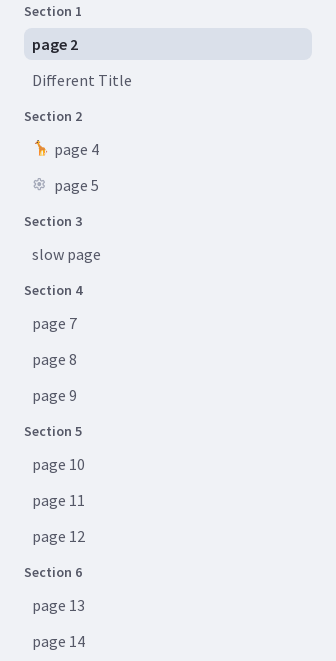 Section 1
page 2
Different Title
Section 2
page 4
page 5
Section 3
slow page
Section 4
page 7
page 8
page 9
Section 5
page 10
page 11
page 12
Section 6
page 13
page 14